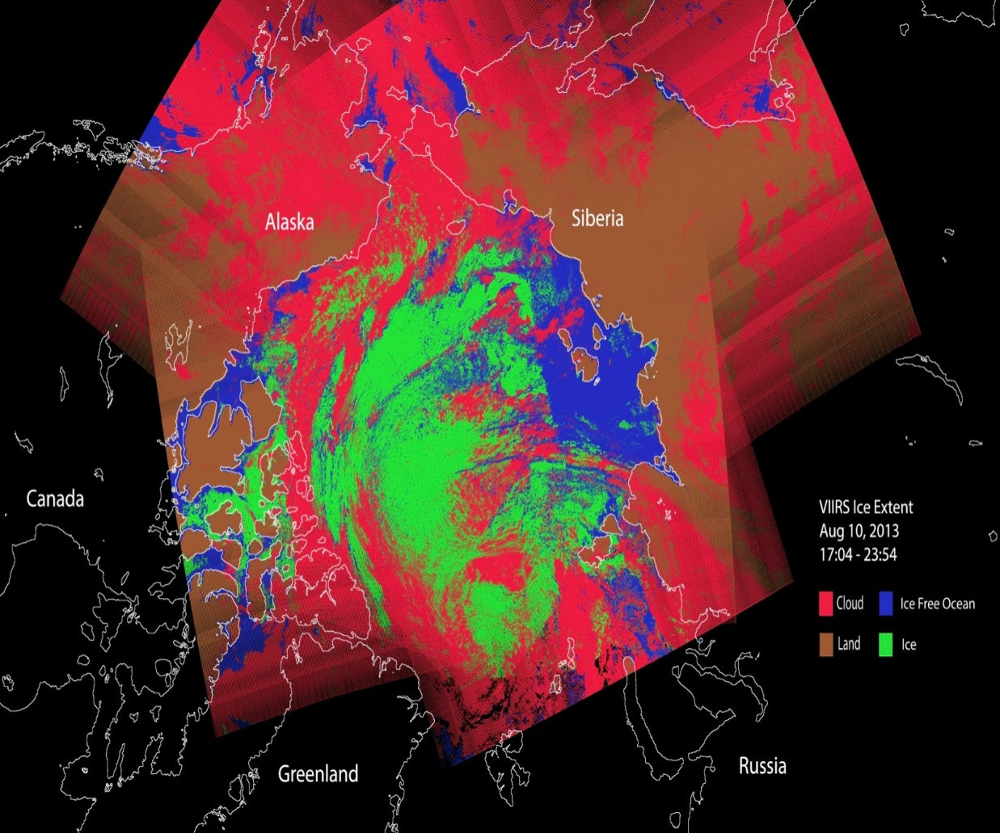 Alaska
Siberia
Canada
VIIRS Ice Extent
Aug 10, 2013
17:04 - 23:54
Cloud
Ice Free Ocean
Land
Ice
Greenland
Russia